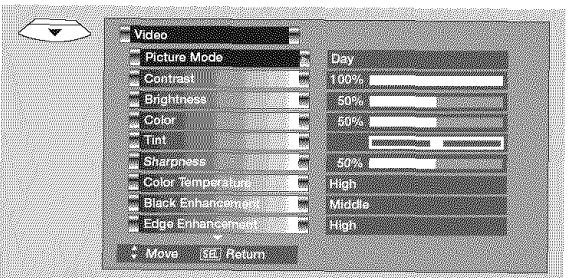 Video
Picture Mode Day
Contrast 100%
Brightness 50%
Color 50%
Tint
Sharpness 50%
Color Temperature High
Black Enhancement Middle
Edge Enhancement High
Move SEL Return